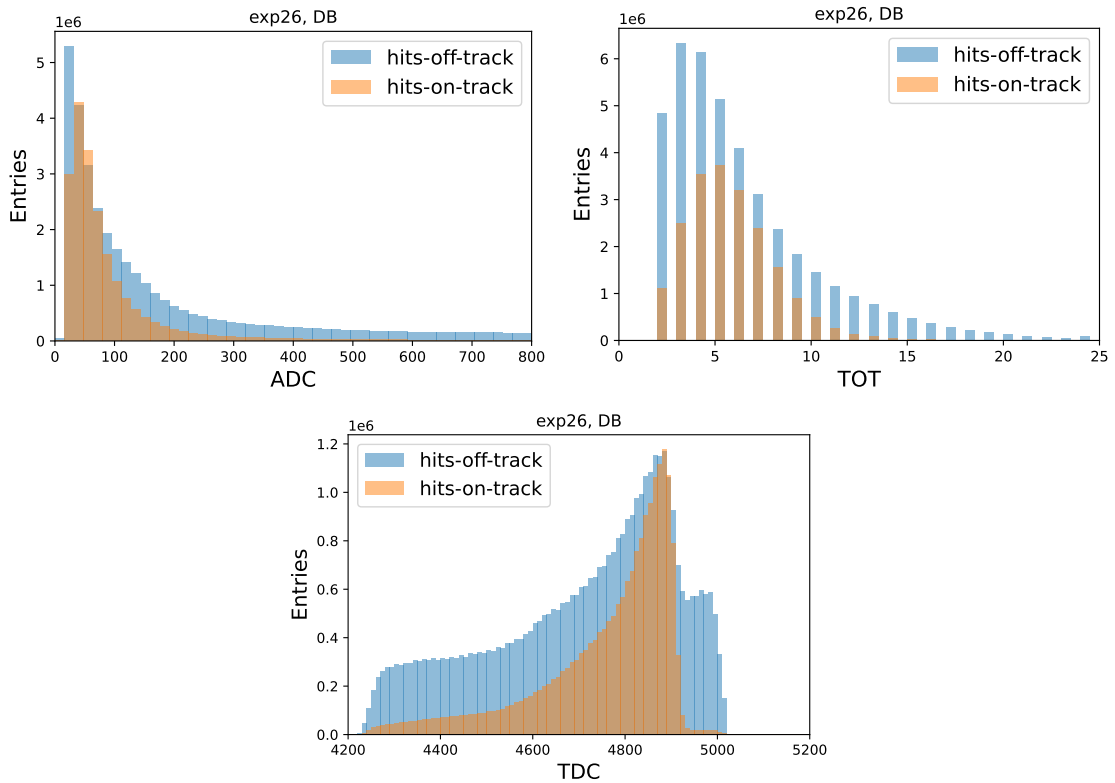 exp26, DB
1e6
hits-off-track
hits-on-track
Entries
5
4
3
2
1
0
0 100 200 300 400 500 600 700 800
ADC
exp26, DB
1e6
hits-off-track
hits-on-track
Entries
6
5
4
3
2
1
0
0 5 10 15 20 25
TOT
exp26, DB
1e6
hits-off-track
hits-on-track
Entries
1.2
1.0
0.8
0.6
0.4
0.2
0.0
4200 4400 4600 4800 5000 5200
TDC